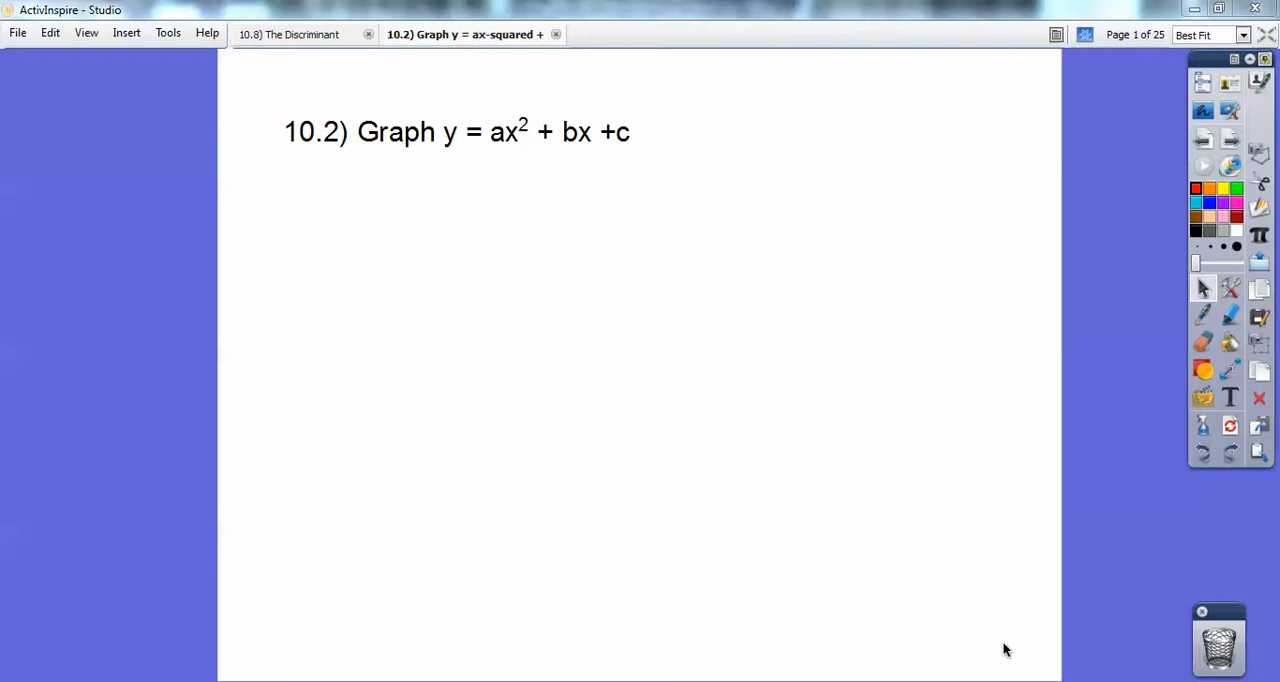 ActivInspire - Studio
File Edit View Insert Tools Help
10.8) The Discriminant
10.2) Graph y = ax-squared +
Page 1 of 25
Best Fit
10.2) Graph y = ax² + bx +c